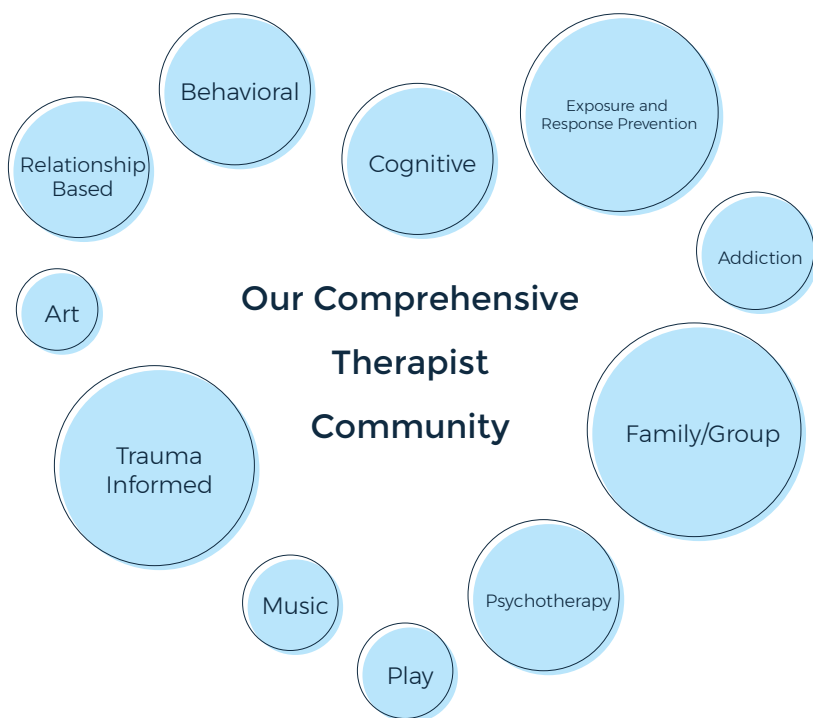 Behavioral
Exposure and
Response Prevention
Relationship
Based
Cognitive
Addiction
Art
Our Comprehensive
Therapist
Community
Family/Group
Trauma
Informed
Music
Psychotherapy
Play